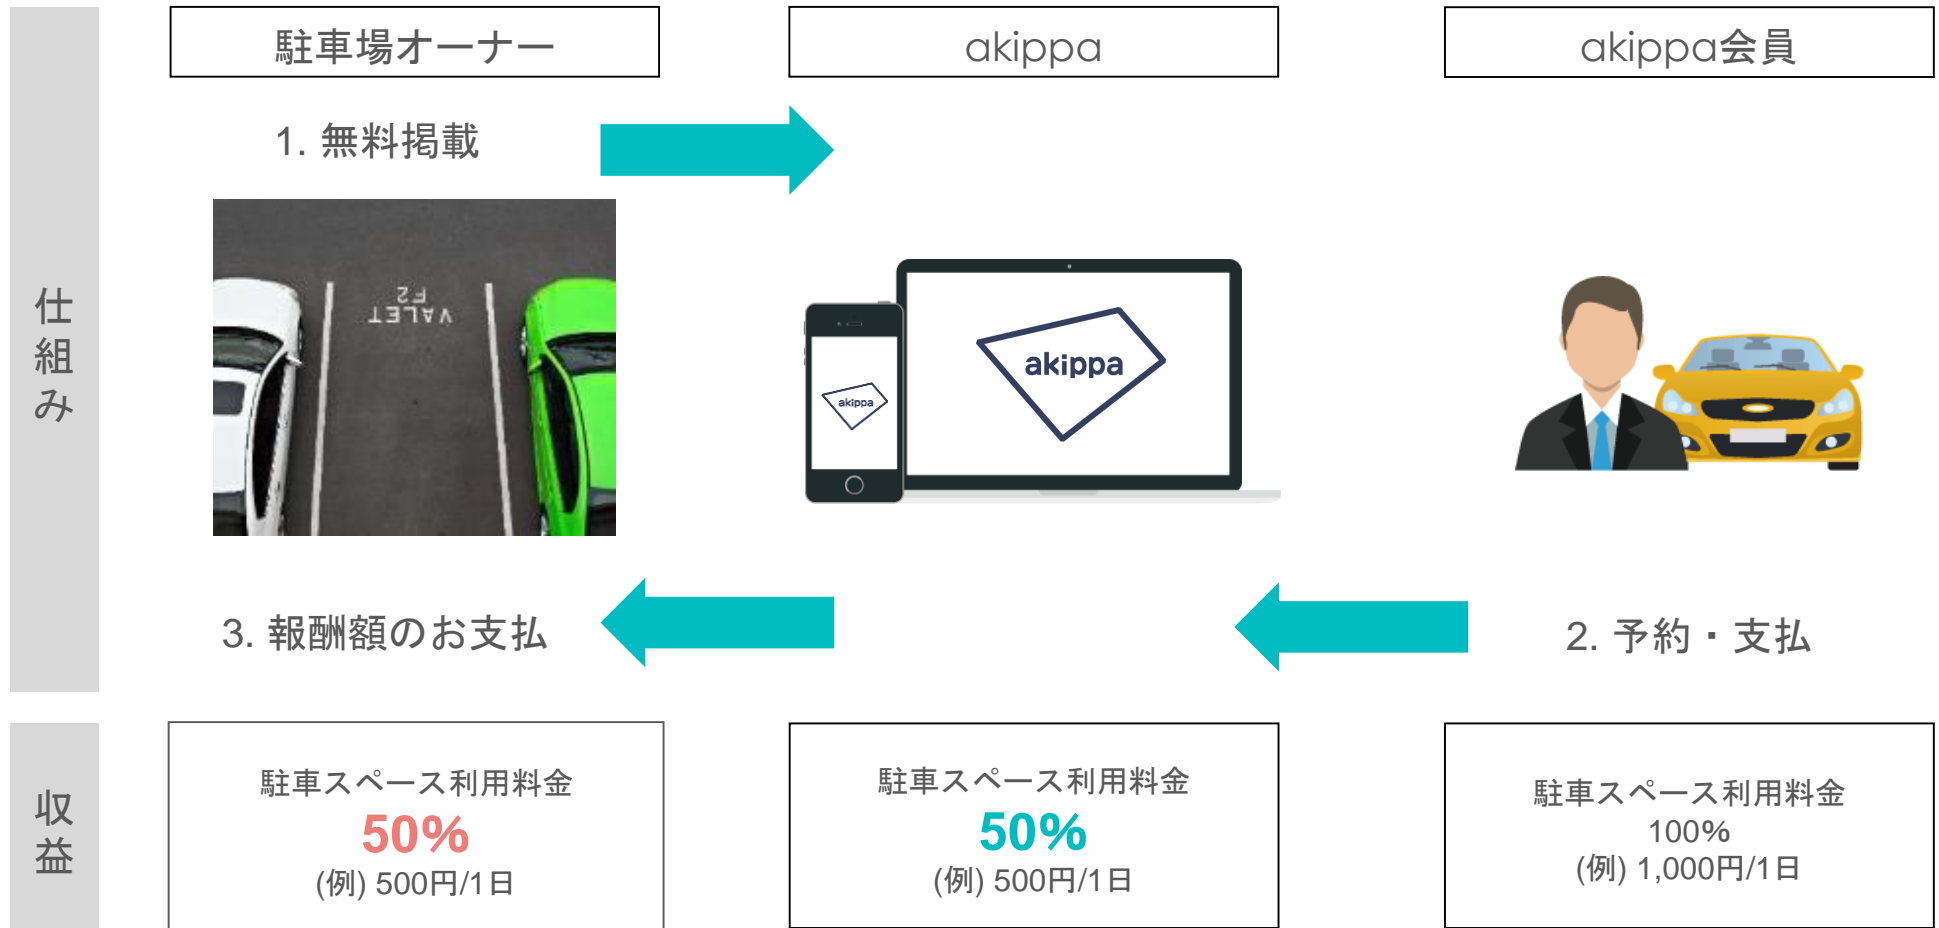 駐車場オーナー
akippa
akippa会員
仕組み
1. 無料掲載
VALET
F2
akippa
akippa
3. 報酬額のお支払
2. 予約・支払
収益
駐車スペース利用料金
50%
(例) 500円/1日
駐車スペース利用料金
50%
(例) 500円/1日
駐車スペース利用料金
100%
(例) 1,000円/1日